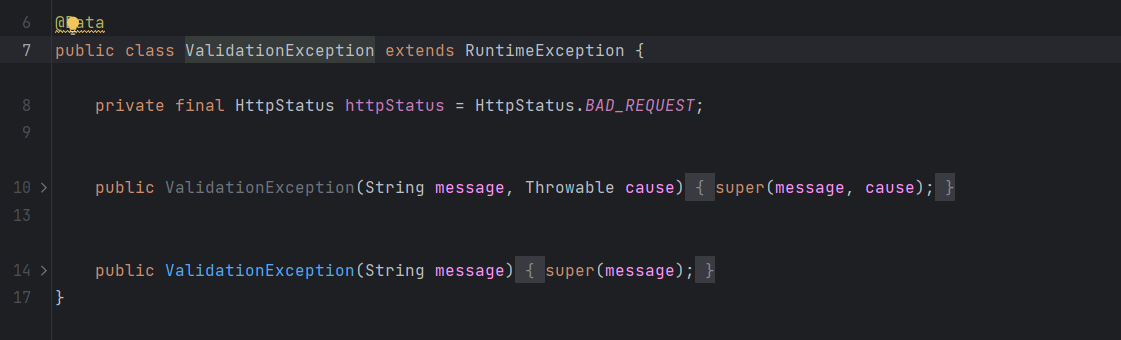 6 @Data
7 public class ValidationException extends RuntimeException {
8 private final HttpStatus httpStatus = HttpStatus.BAD_REQUEST;
9
10 public ValidationException(String message, Throwable cause) { super(message, cause); }
13
14 public ValidationException(String message) { super(message); }
17 }